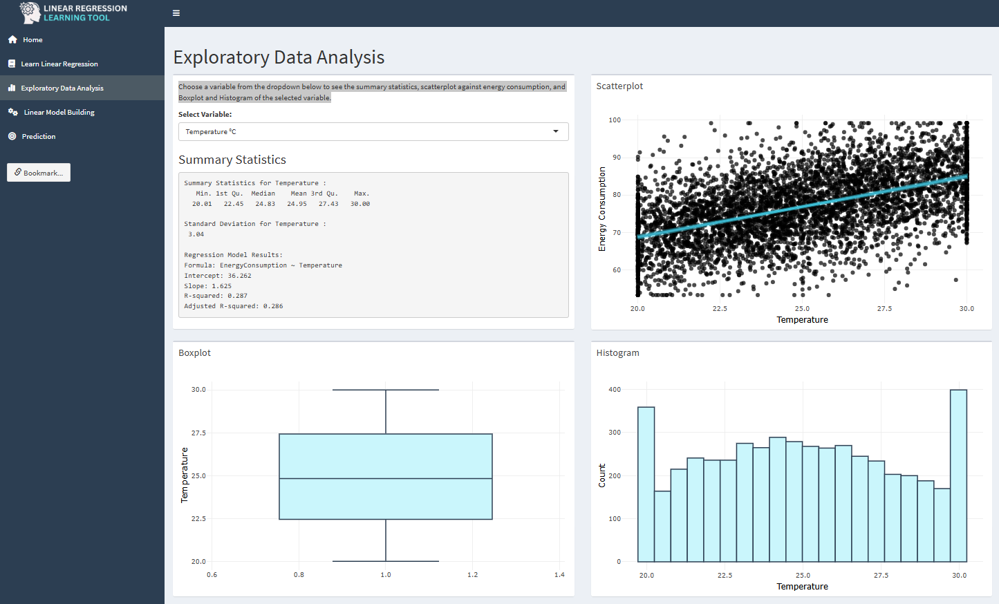 LINEAR REGRESSION
LEARNING TOOL
Home
Learn Linear Regression
Exploratory Data Analysis
Linear Model Building
Prediction
Bookmark...
Exploratory Data Analysis
Choose a variable from the dropdown below to see the summary statistics, scatterplot against energy consumption, and
Boxplot and Histogram of the selected variable.
Select Variable:
Temperature °C
Summary Statistics
Summary Statistics for Temperature :
Min. 1st Qu. Median Mean 3rd Qu. Max.
20.01 22.45 24.83 24.95 27.43 30.00
Standard Deviation for Temperature :
3.04
Regression Model Results:
Formula: EnergyConsumption ~ Temperature
Intercept: 36.262
Slope: 1.625
R-squared: 0.287
Adjusted R-squared: 0.286
Scatterplot
100
90
80
70
60
Energy Consumption
20.0 22.5 25.0 27.5 30.0
Temperature
Boxplot
30.0
27.5
25.0
22.5
20.0
Temperature
0.6 0.8 1.0 1.2 1.4
Histogram
400
300
200
100
0
Count
20.0 22.5 25.0 27.5 30.0
Temperature